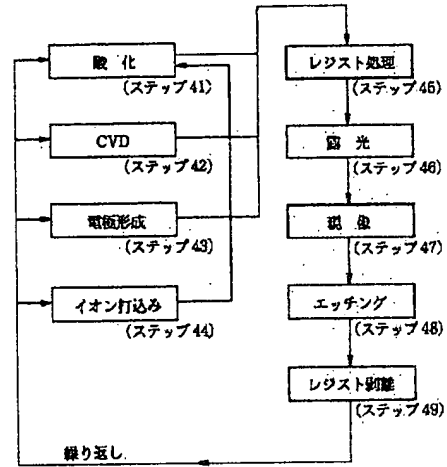 酸化
(ステップ41)
CVD
(ステップ42)
電極形成
(ステップ43)
イオン打込み
(ステップ44)
レジスト処理
(ステップ45)
露光
(ステップ46)
現像
(ステップ47)
エッチング
(ステップ48)
レジスト剥離
(ステップ49)
繰り返し